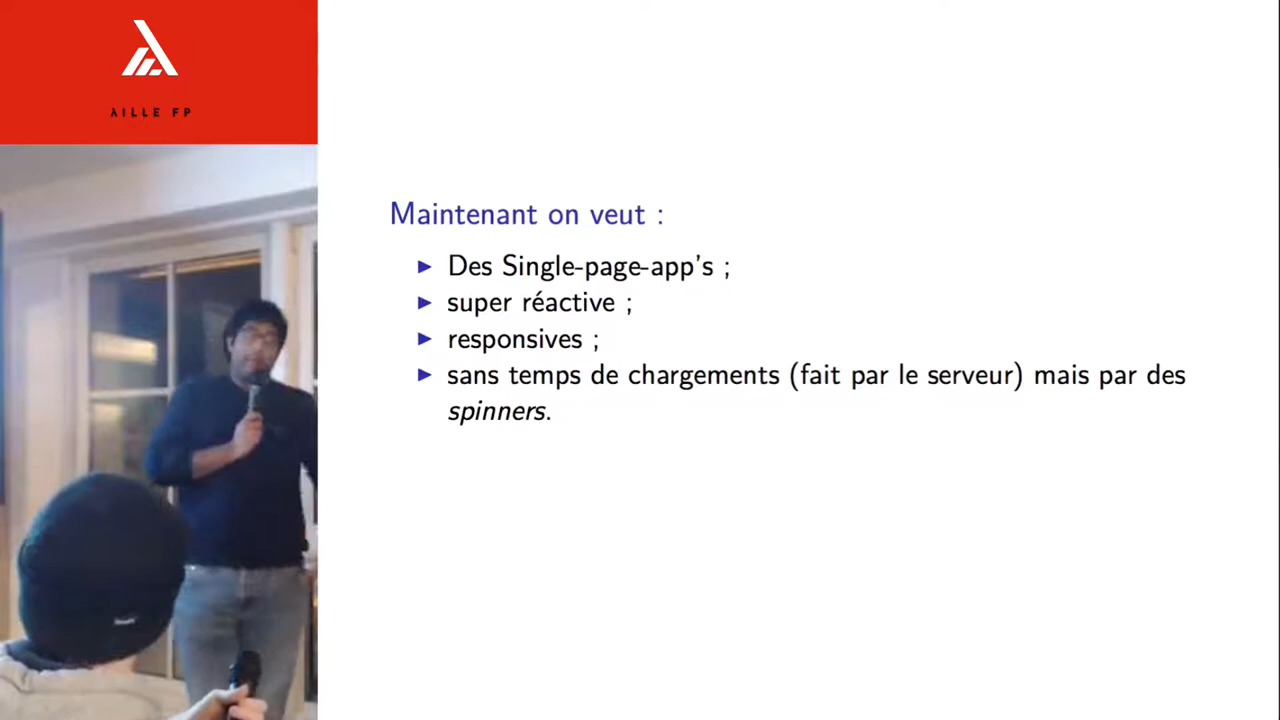 λILLE FP
Maintenant on veut :
▶ Des Single-page-app's ;
▶ super réactive ;
▶ responsives ;
▶ sans temps de chargements (fait par le serveur) mais par des
spinners.